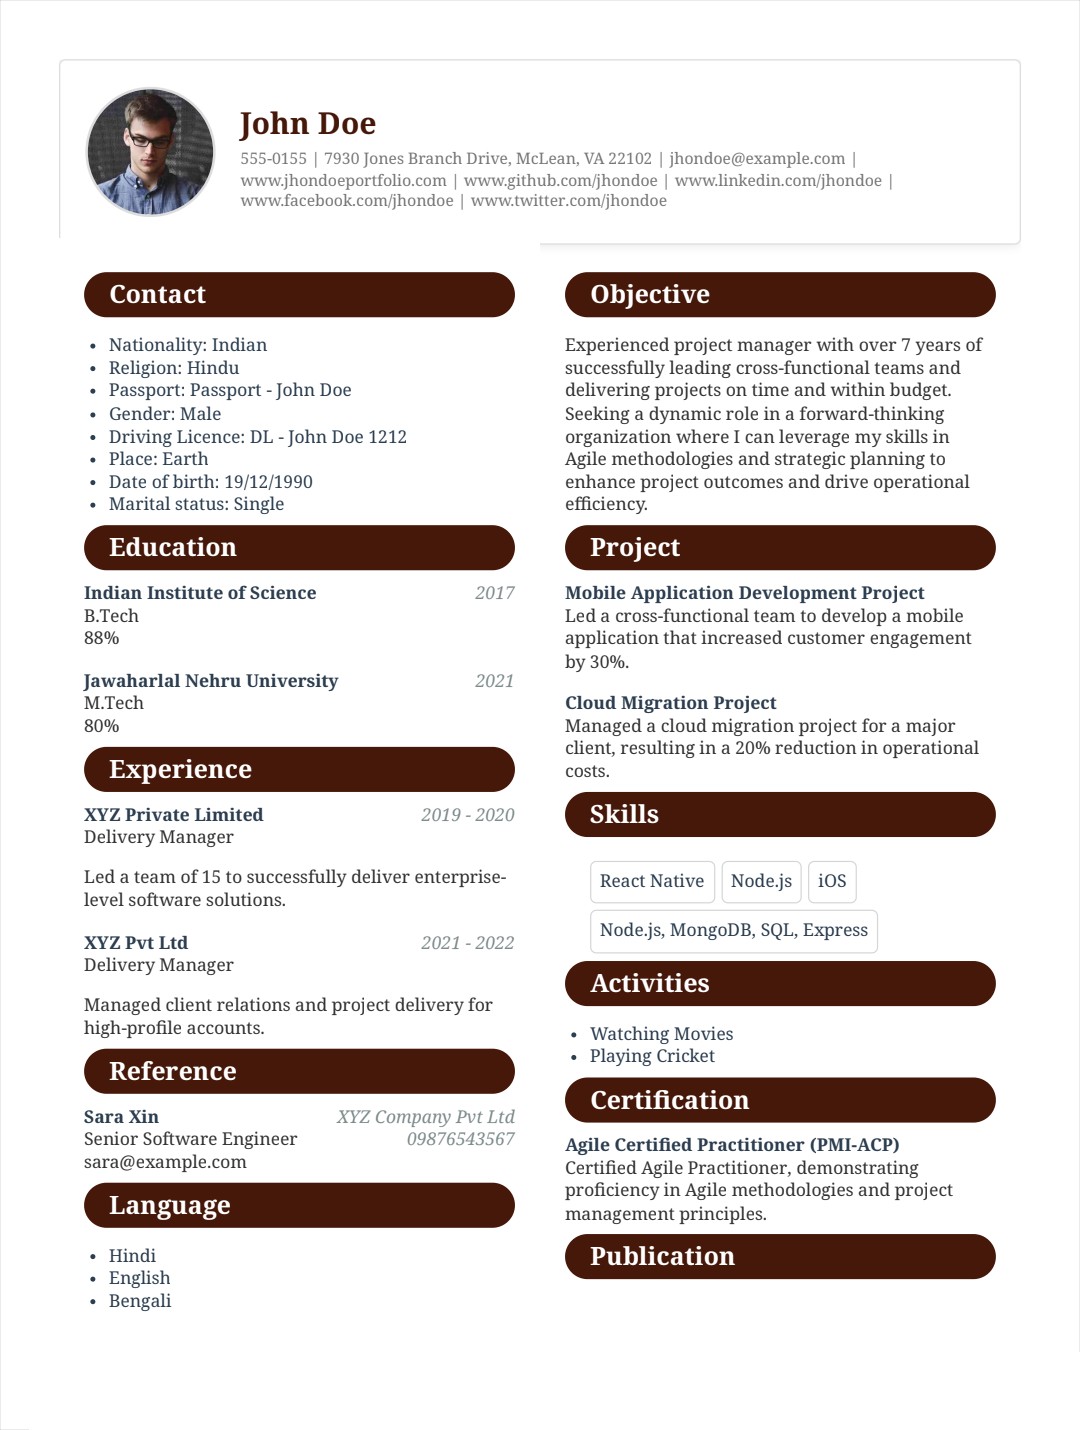 John Doe
555-0155 | 7930 Jones Branch Drive, McLean, VA 22102 | jhondoe@example.com |
www.jhondoeportfolio.com | www.github.com/jhondoe | www.linkedin.com/jhondoe |
www.facebook.com/jhondoe | www.twitter.com/jhondoe
Contact
• Nationality: Indian
• Religion: Hindu
• Passport: Passport - John Doe
• Gender: Male
• Driving Licence: DL - John Doe 1212
• Place: Earth
• Date of birth: 19/12/1990
• Marital status: Single
Education
Indian Institute of Science 2017
B.Tech
88%
Jawaharlal Nehru University 2021
M.Tech
80%
Experience
XYZ Private Limited 2019 - 2020
Delivery Manager
Led a team of 15 to successfully deliver enterprise-
level software solutions.
XYZ Pvt Ltd 2021 - 2022
Delivery Manager
Managed client relations and project delivery for
high-profile accounts.
Reference
Sara Xin XYZ Company Pvt Ltd
Senior Software Engineer 09876543567
sara@example.com
Language
• Hindi
• English
• Bengali
Objective
Experienced project manager with over 7 years of
successfully leading cross-functional teams and
delivering projects on time and within budget.
Seeking a dynamic role in a forward-thinking
organization where I can leverage my skills in
Agile methodologies and strategic planning to
enhance project outcomes and drive operational
efficiency.
Project
Mobile Application Development Project
Led a cross-functional team to develop a mobile
application that increased customer engagement
by 30%.
Cloud Migration Project
Managed a cloud migration project for a major
client, resulting in a 20% reduction in operational
costs.
Skills
React Native Node.js iOS
Node.js, MongoDB, SQL, Express
Activities
• Watching Movies
• Playing Cricket
Certification
Agile Certified Practitioner (PMI-ACP)
Certified Agile Practitioner, demonstrating
proficiency in Agile methodologies and project
management principles.
Publication